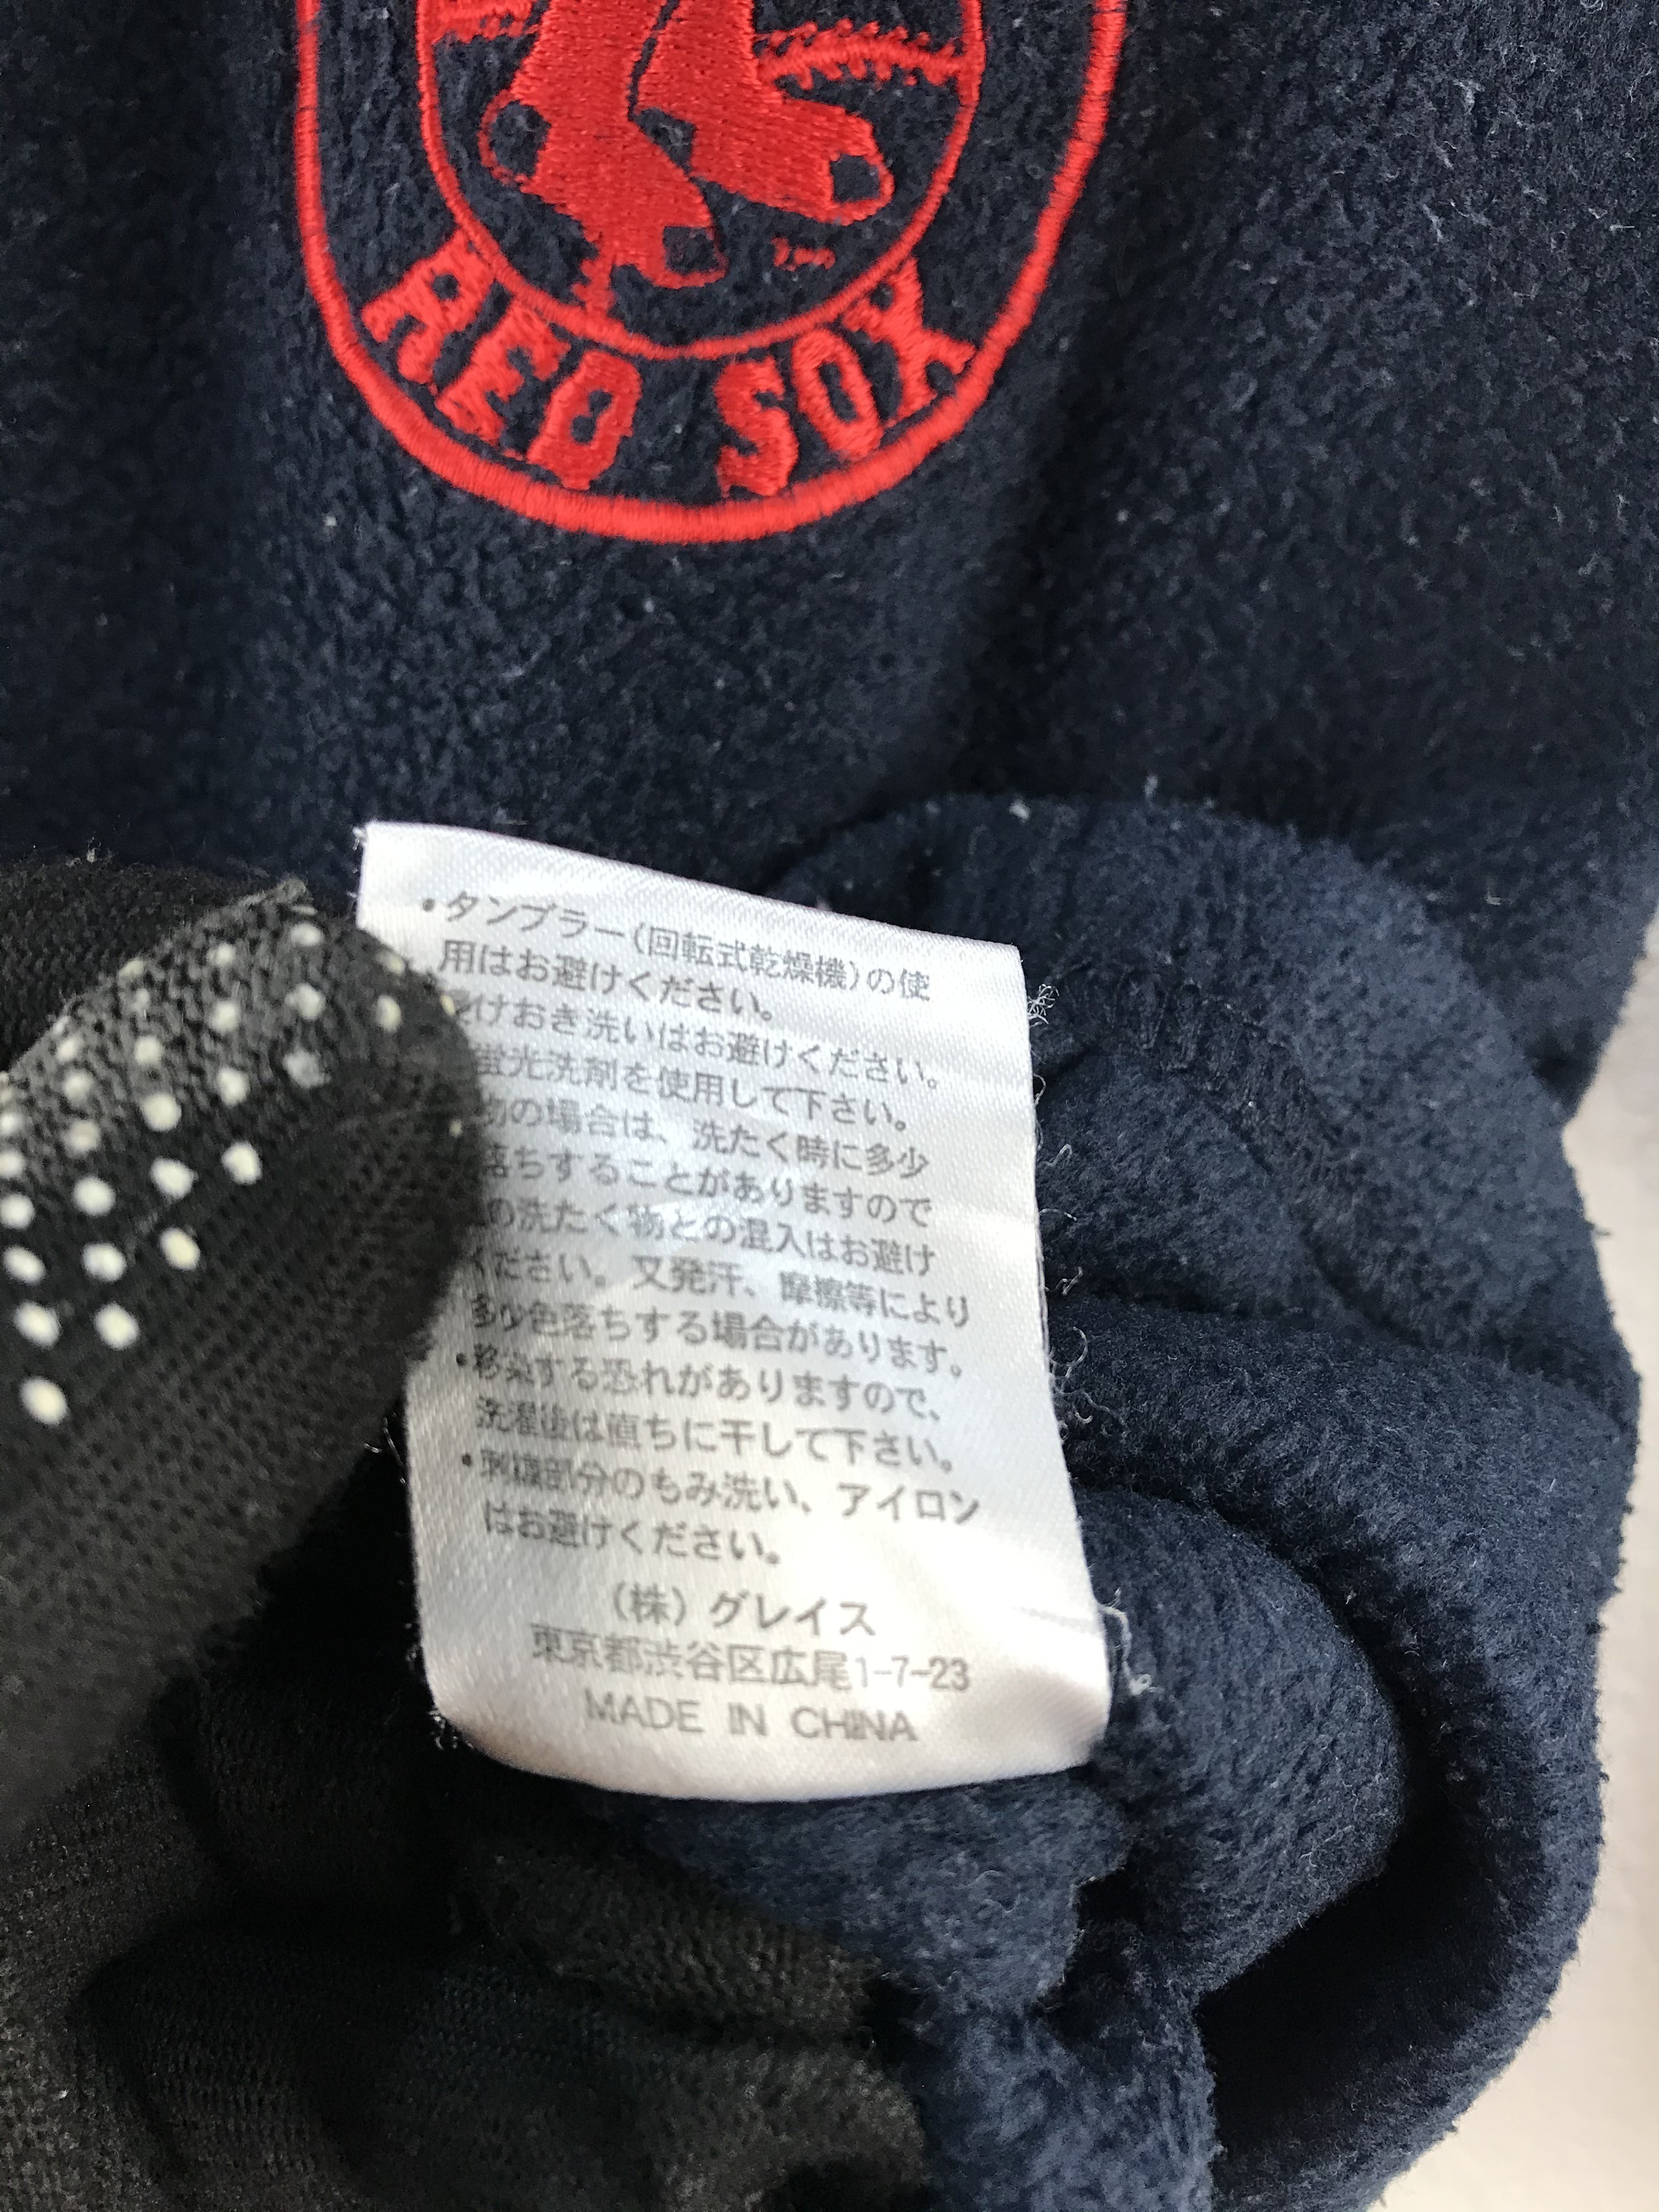 RED SOX
・タンブラー(回転式乾燥機)の使
用はお避けください。
けおき洗いはお避けください。
蛍光洗剤を使用して下さい。
物の場合は、洗たく時に多少
落ちすることがありますので
の洗たく物との混入はお避け
ください。又発汗、摩擦等により
多少色落ちする場合があります。
・移染する恐れがありますので、
洗濯後は直ちに干して下さい。
・刺繍部分のもみ洗い、アイロン
はお避けください。
(株)グレイス
東京都渋谷区広尾1-7-23
MADE IN CHINA